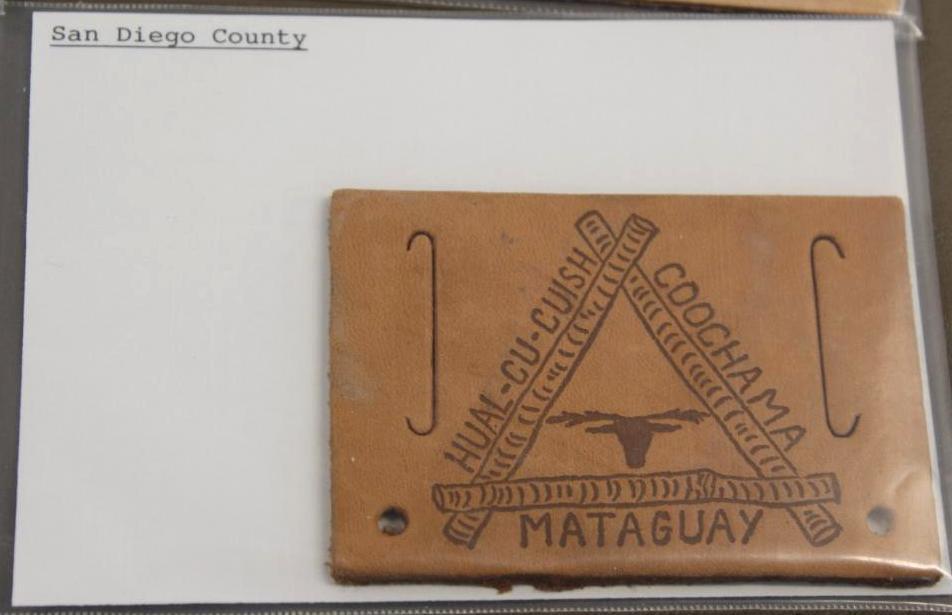 San Diego County
HUAL-CU-CUISH
COOCHAMA
MATAGUAY